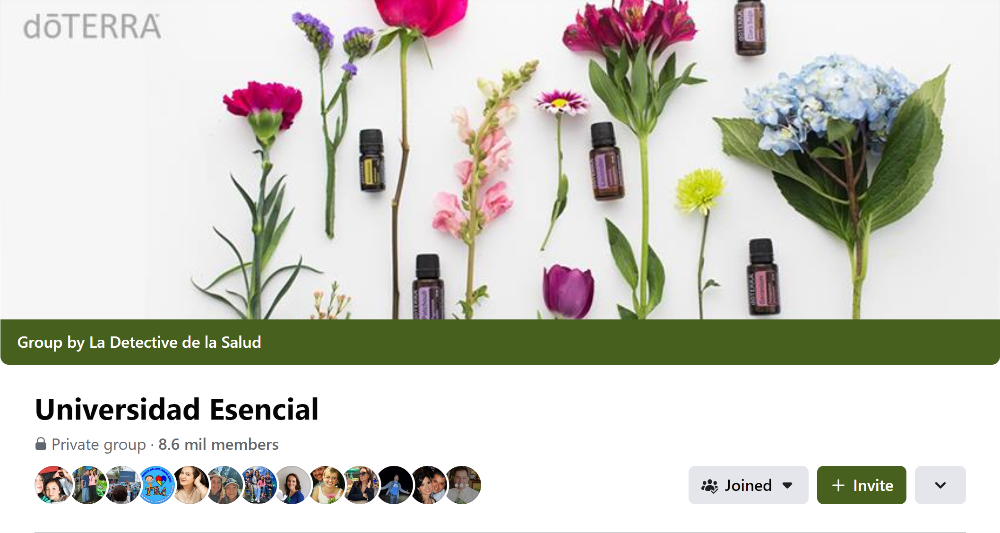 dōTERRA
Group by La Detective de la Salud
Universidad Esencial
Private group · 8.6 mil members
Joined
+ Invite